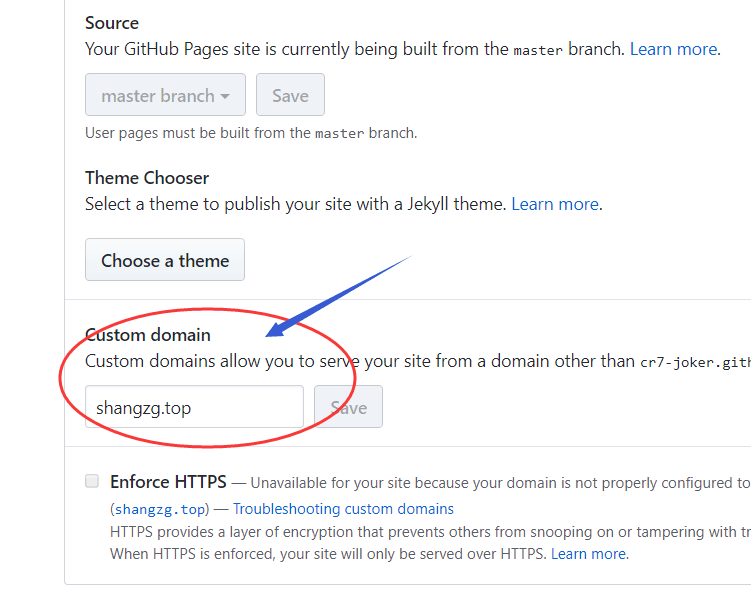 Source
Your GitHub Pages site is currently being built from the master branch. Learn more.
master branch Save
User pages must be built from the master branch.
Theme Chooser
Select a theme to publish your site with a Jekyll theme. Learn more.
Choose a theme
Custom domain
Custom domains allow you to serve your site from a domain other than cr7-joker.gith
shangzg.top Save
Enforce HTTPS — Unavailable for your site because your domain is not properly configured to
(shangzg.top) — Troubleshooting custom domains
HTTPS provides a layer of encryption that prevents others from snooping on or tampering with tr
When HTTPS is enforced, your site will only be served over HTTPS. Learn more.